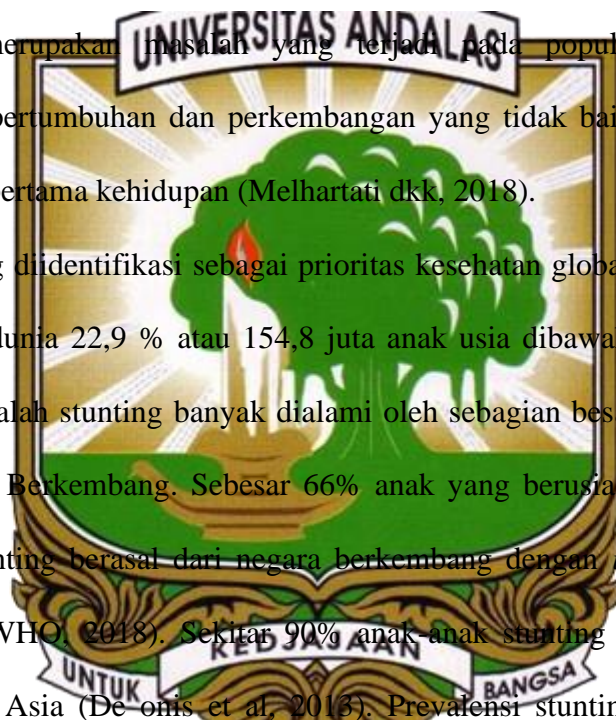 UNIVERSITAS ANDALAS
merupakan masalah yang terjadi pada popul
pertumbuhan dan perkembangan yang tidak bai
pertama kehidupan (Melhartati dkk, 2018).
g diidentifikasi sebagai prioritas kesehatan globa
dunia 22,9 % atau 154,8 juta anak usia dibawa
alah stunting banyak dialami oleh sebagian bes
Berkembang. Sebesar 66% anak yang berusia
nting berasal dari negara berkembang dengan
WHO, 2018). Sekitar 90% anak-anak stunting
KEDJAJAAN
UNTUK BANGSA
Asia (De onis et al, 2013). Prevalensi stunti